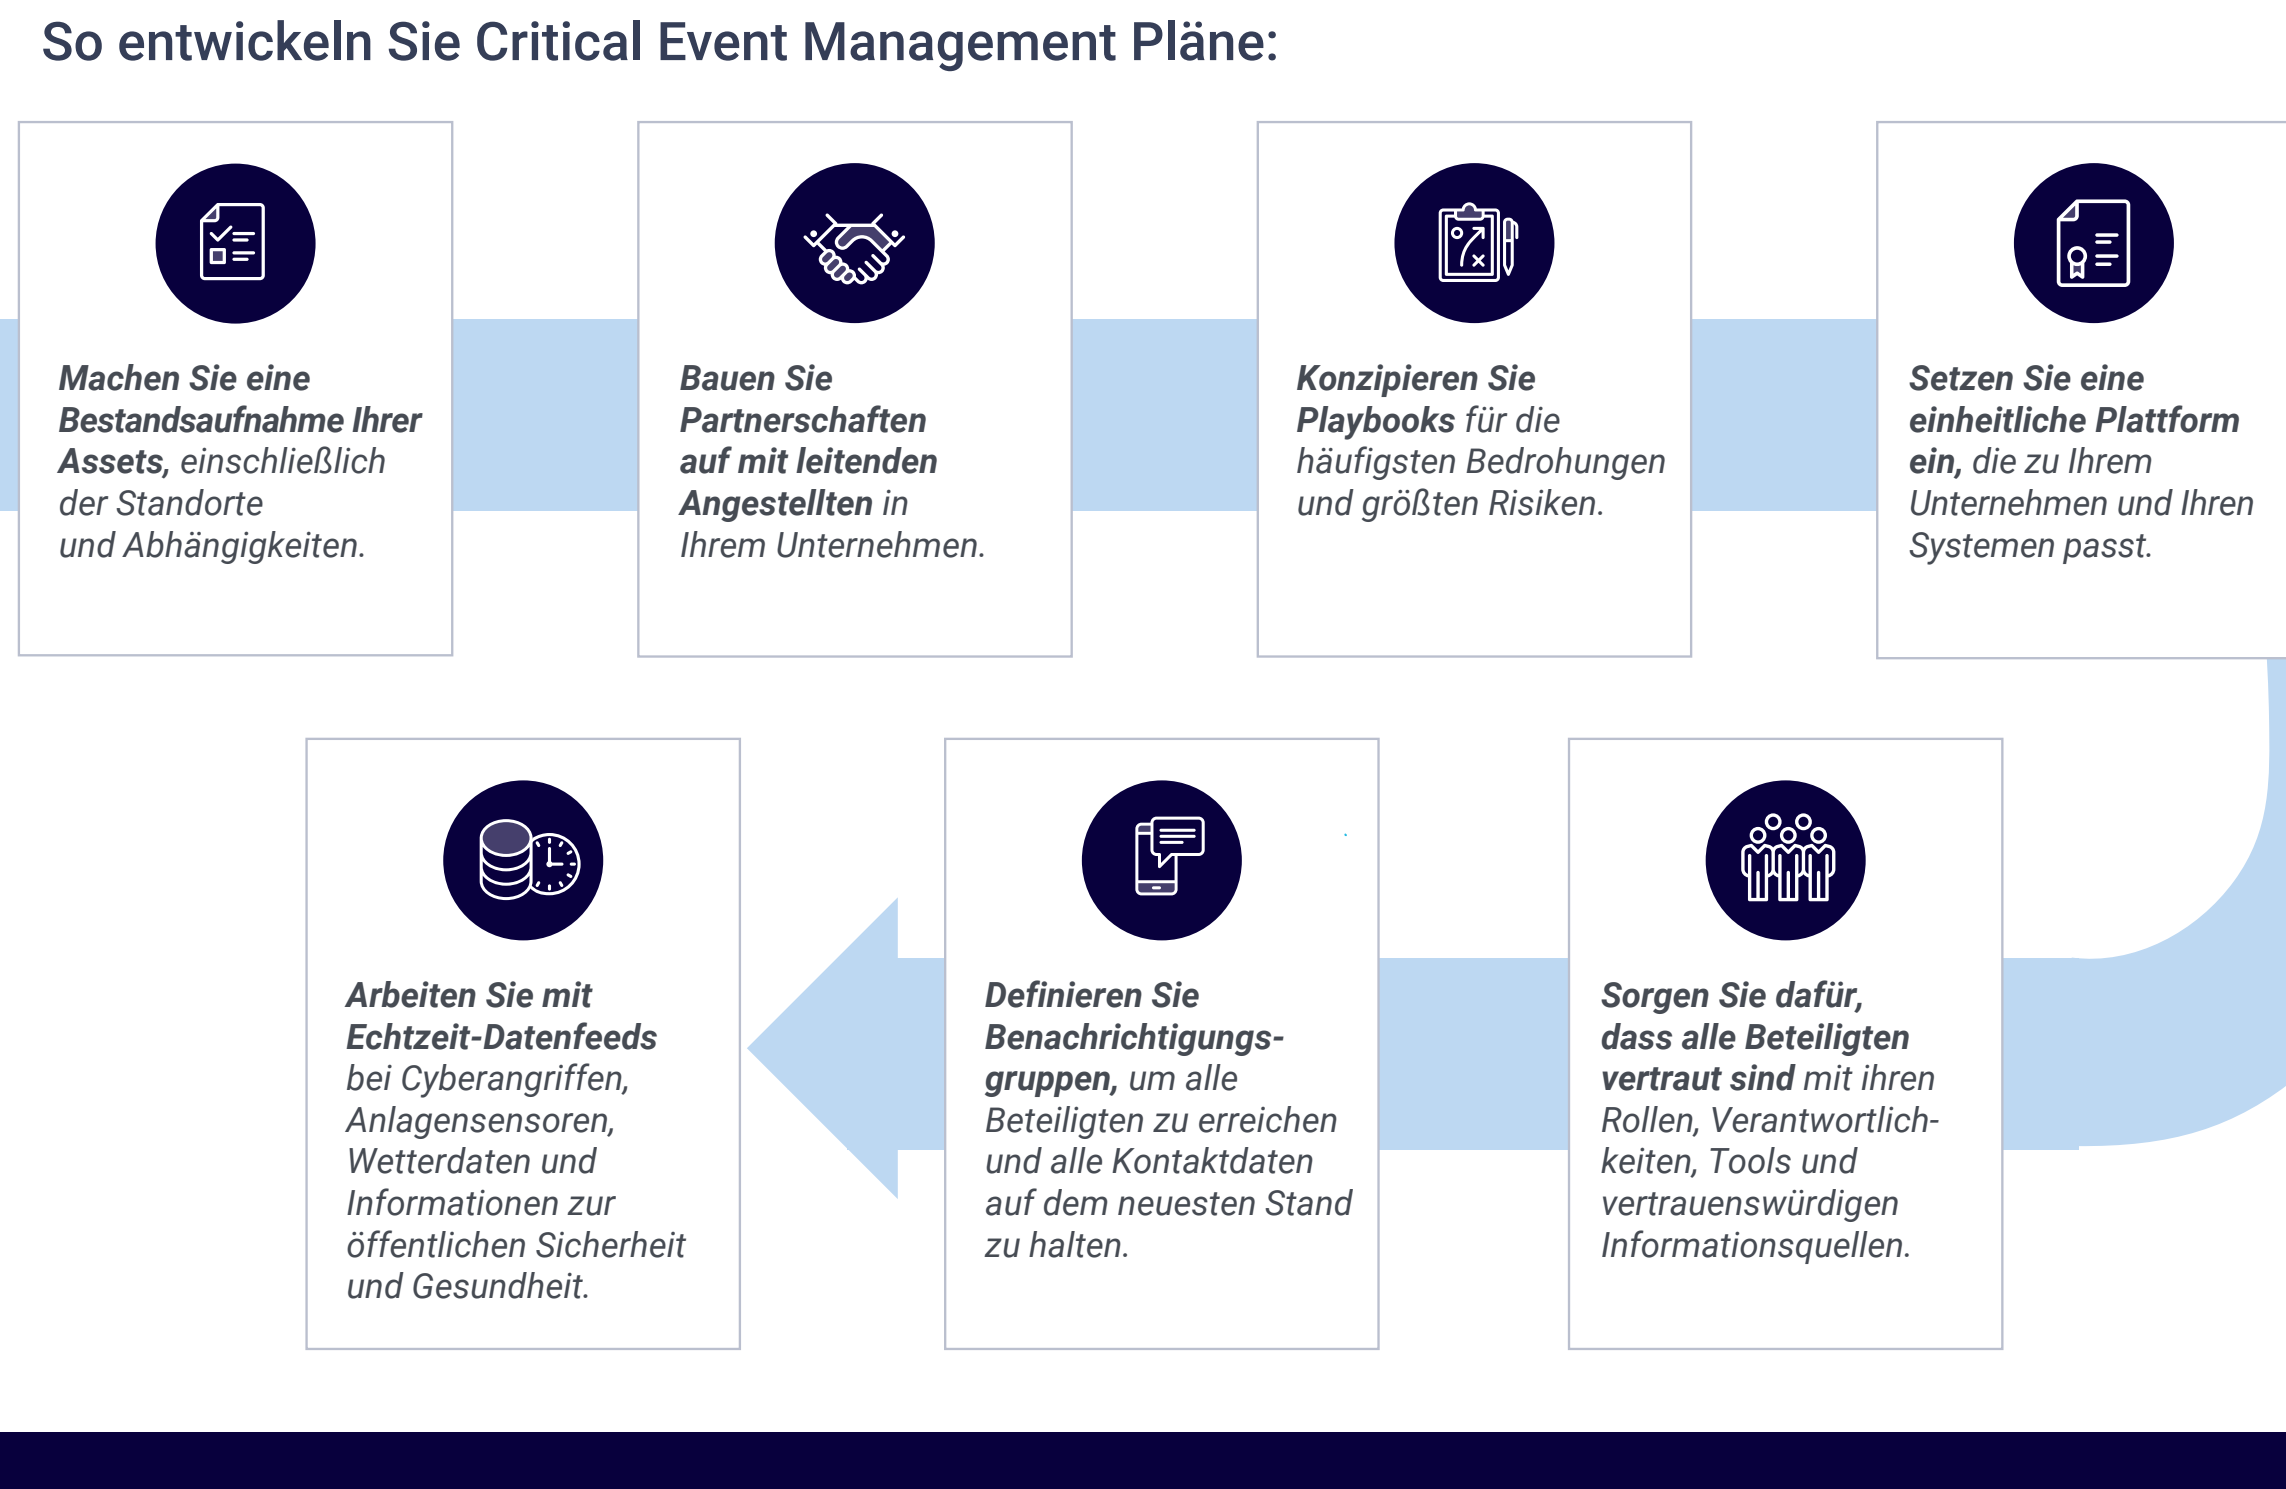 So entwickeln Sie Critical Event Management Pläne:
Machen Sie eine
Bestandsaufnahme Ihrer
Assets, einschließlich
der Standorte
und Abhängigkeiten.
Bauen Sie
Partnerschaften
auf mit leitenden
Angestellten in
Ihrem Unternehmen.
Konzipieren Sie
Playbooks für die
häufigsten Bedrohungen
und größten Risiken.
Setzen Sie eine
einheitliche Plattform
ein, die zu Ihrem
Unternehmen und Ihren
Systemen passt.
Sorgen Sie dafür,
dass alle Beteiligten
vertraut sind mit ihren
Rollen, Verantwortlich-
keiten, Tools und
vertrauenswürdigen
Informationsquellen.
Definieren Sie
Benachrichtigungs-
gruppen, um alle
Beteiligten zu erreichen
und alle Kontaktdaten
auf dem neuesten Stand
zu halten.
Arbeiten Sie mit
Echtzeit-Datenfeeds
bei Cyberangriffen,
Anlagensensoren,
Wetterdaten und
Informationen zur
öffentlichen Sicherheit
und Gesundheit.